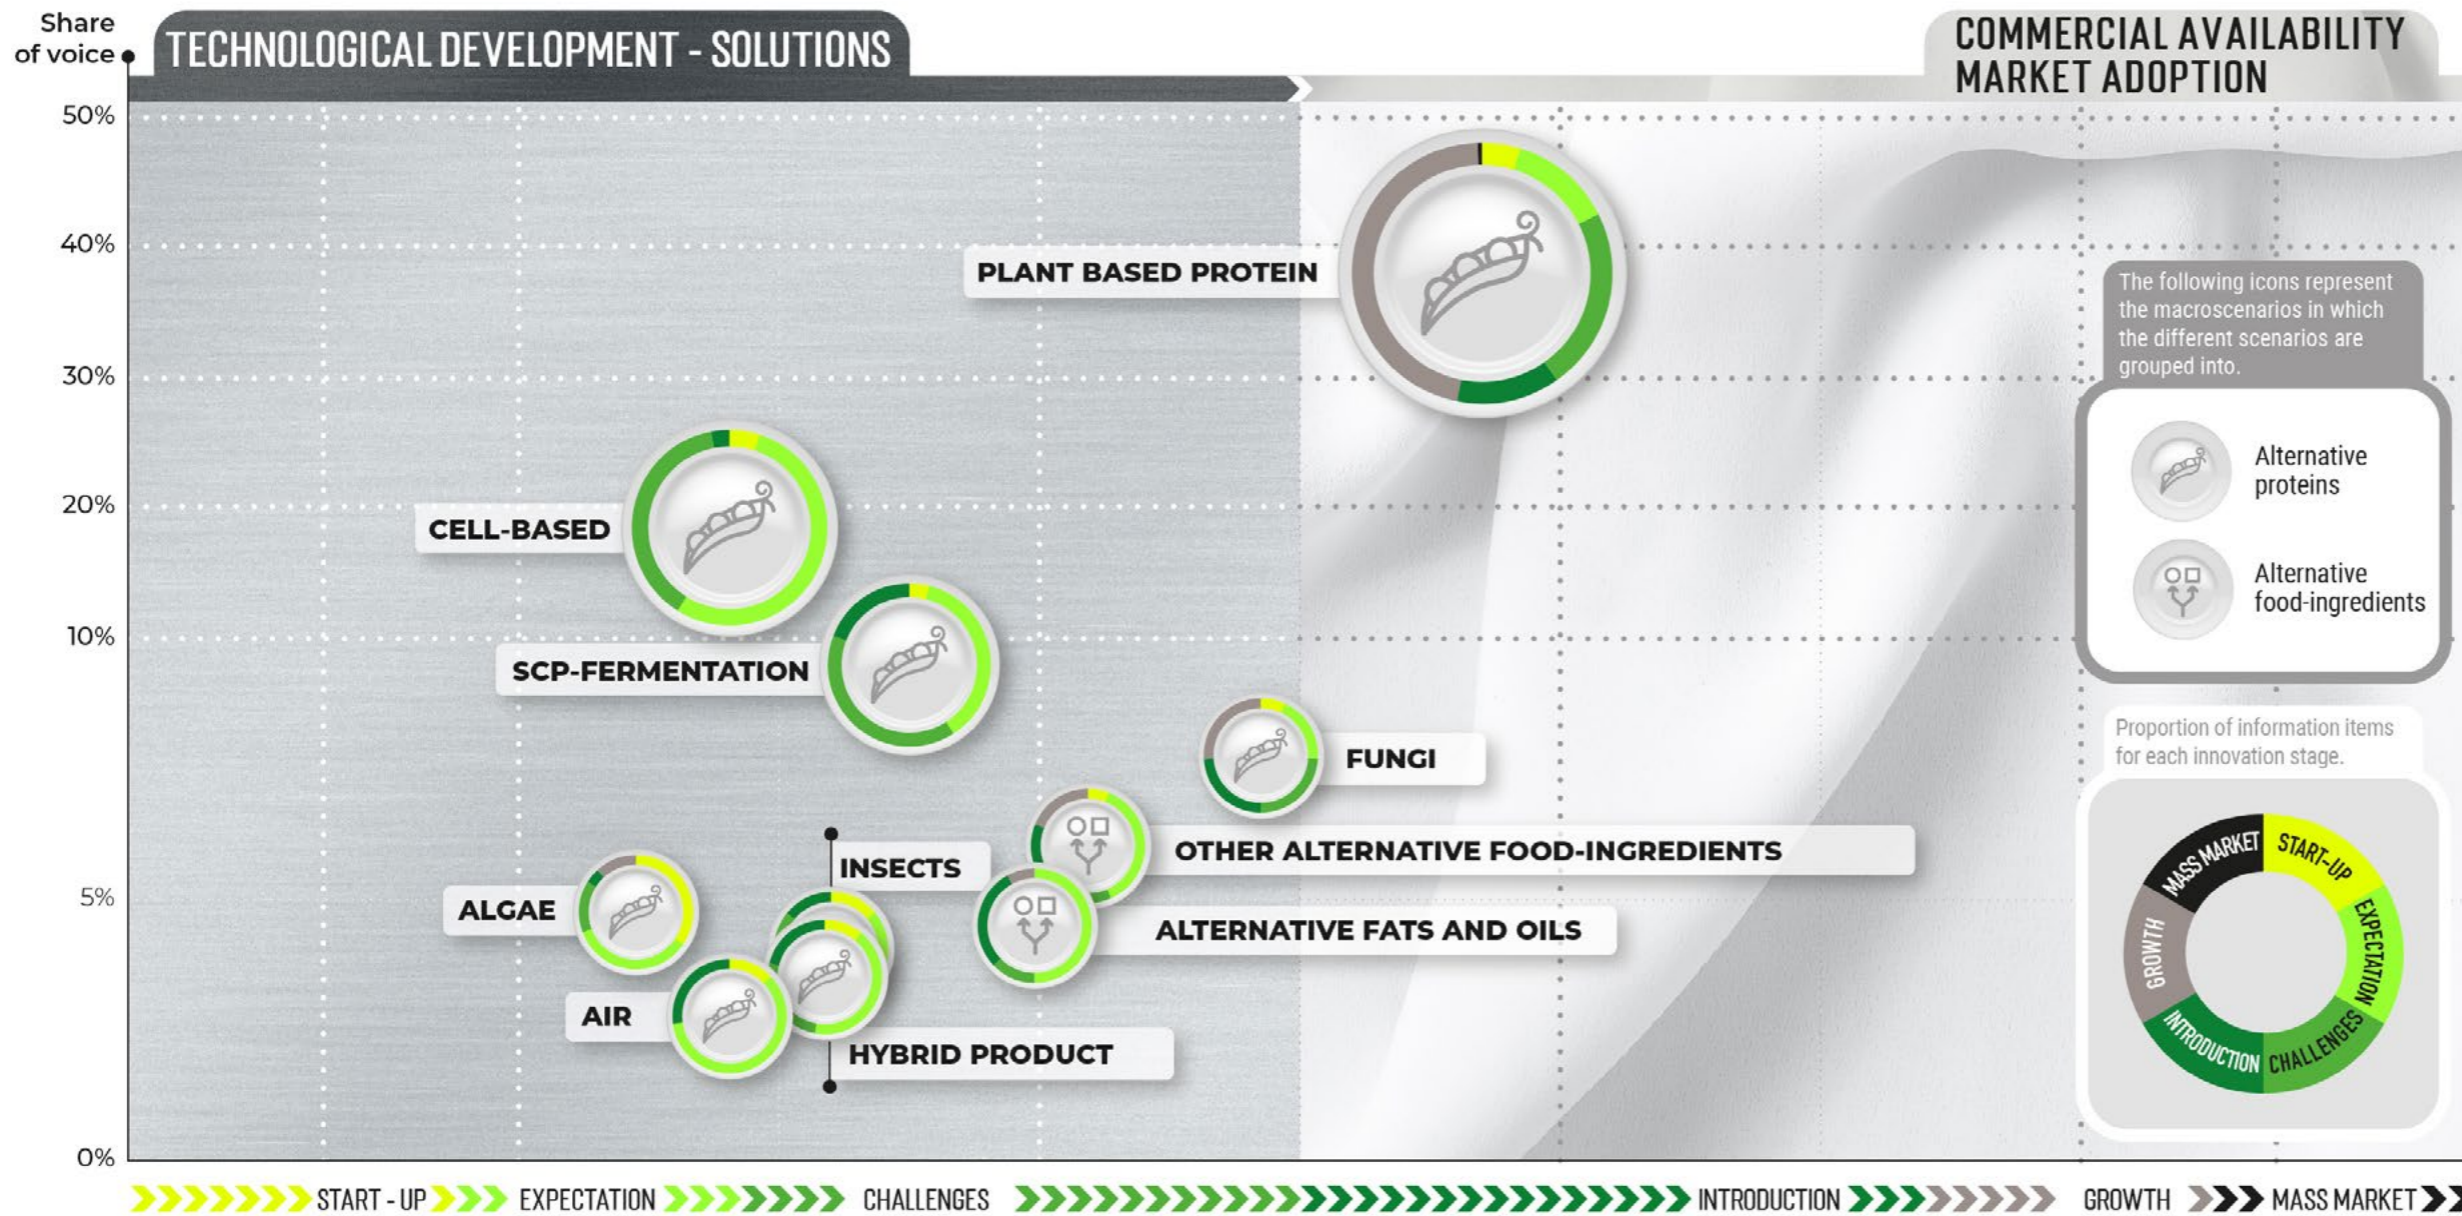 Share
of voice
TECHNOLOGICAL DEVELOPMENT - SOLUTIONS
COMMERCIAL AVAILABILITY
MARKET ADOPTION
50%
40%
30%
20%
10%
5%
0%
PLANT BASED PROTEIN
CELL-BASED
SCP-FERMENTATION
FUNGI
OTHER ALTERNATIVE FOOD-INGREDIENTS
INSECTS
ALGAE
ALTERNATIVE FATS AND OILS
AIR
HYBRID PRODUCT
The following icons represent
the macroscenarios in which
the different scenarios are
grouped into.
Alternative
proteins
Alternative
food-ingredients
Proportion of information items
for each innovation stage.
START-UP
EXPECTATION
CHALLENGES
INTRODUCTION
GROWTH
MASS MARKET
START - UP
EXPECTATION
CHALLENGES
INTRODUCTION
GROWTH
MASS MARKET